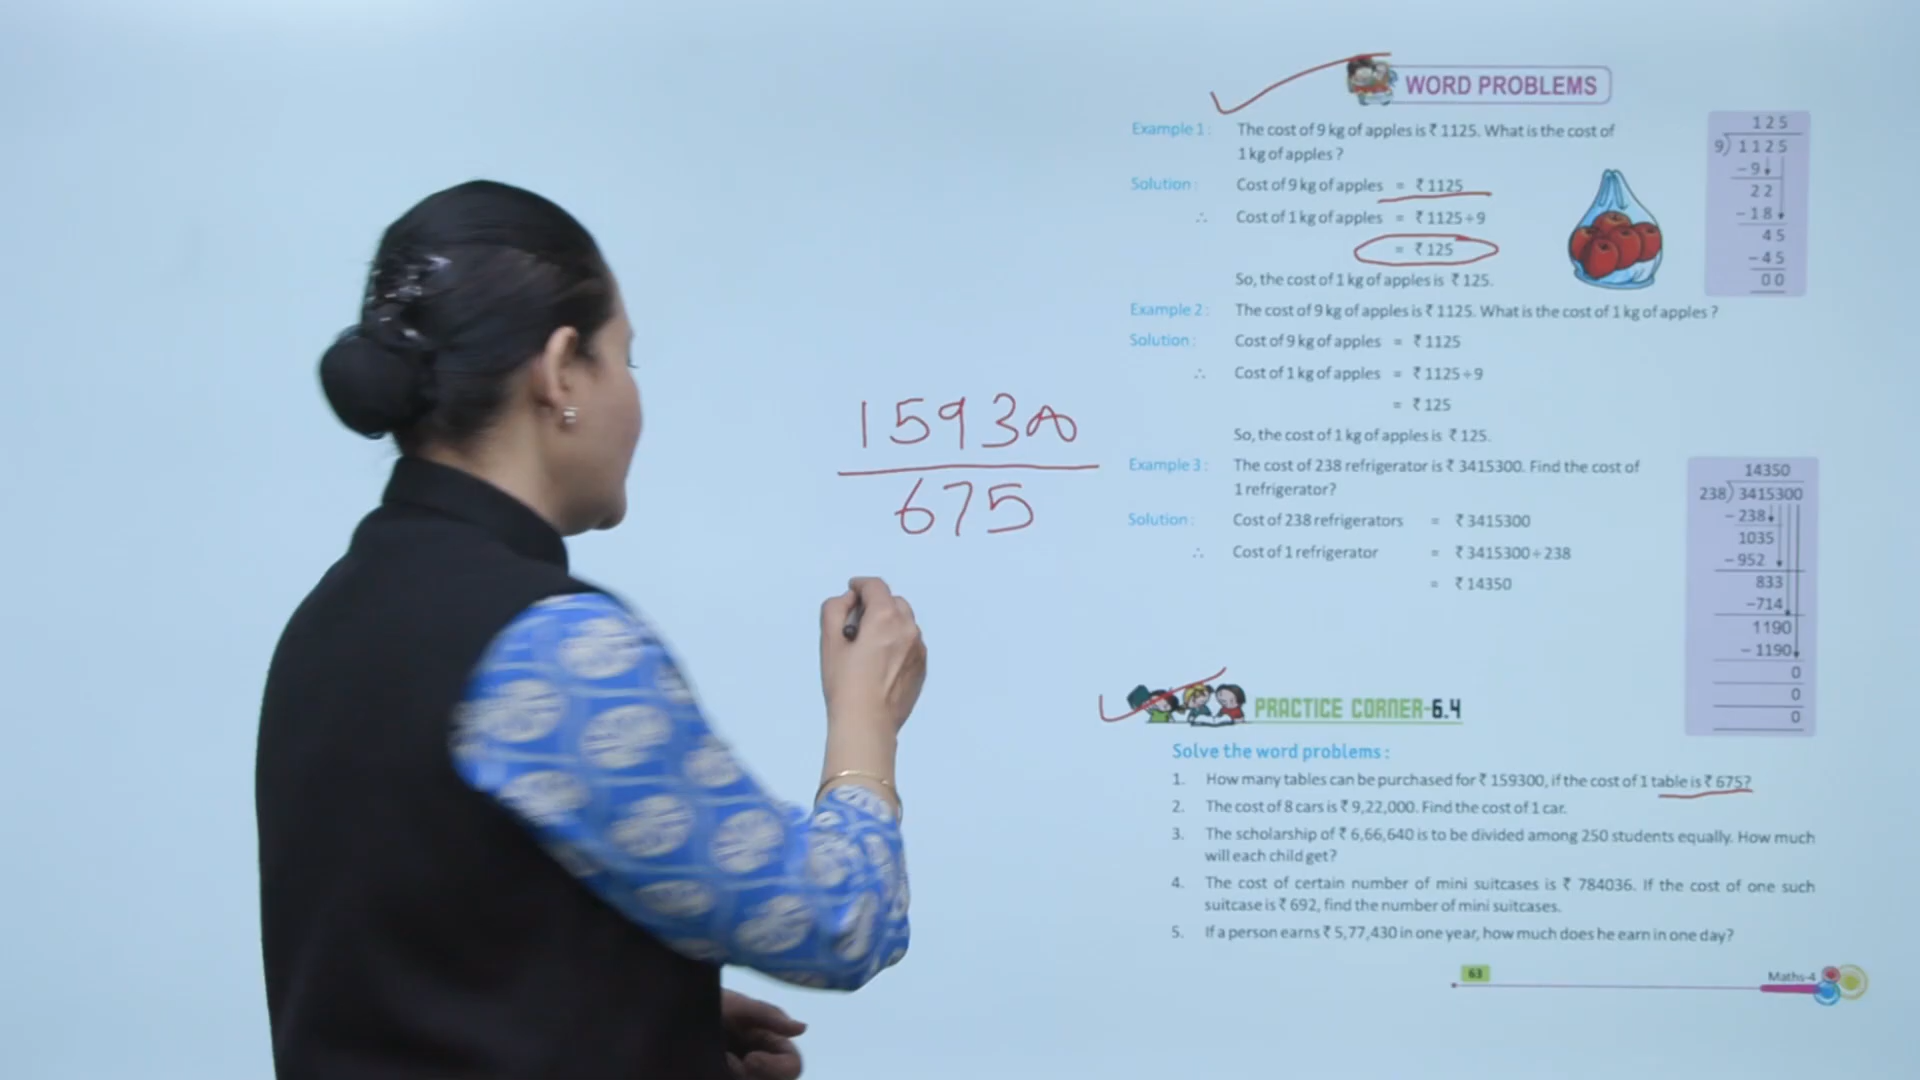 159300
675
WORD PROBLEMS
Example 1 : The cost of 9 kg of apples is ₹ 1125. What is the cost of
1 kg of apples ?
Solution : Cost of 9 kg of apples = ₹ 1125
∴ Cost of 1 kg of apples = ₹ 1125÷9
= ₹ 125
So, the cost of 1 kg of apples is ₹ 125.
125
9) 1125
-9
22
-18
45
-45
00
Example 2 : The cost of 9 kg of apples is ₹ 1125. What is the cost of 1 kg of apples ?
Solution : Cost of 9 kg of apples = ₹ 1125
∴ Cost of 1 kg of apples = ₹ 1125÷9
= ₹ 125
So, the cost of 1 kg of apples is ₹ 125.
Example 3 : The cost of 238 refrigerator is ₹ 3415300. Find the cost of
1 refrigerator?
Solution : Cost of 238 refrigerators = ₹ 3415300
∴ Cost of 1 refrigerator = ₹ 3415300÷238
= ₹ 14350
14350
238) 3415300
-238
1035
-952
833
-714
1190
-1190
0
0
0
PRACTICE CORNER-6.4
Solve the word problems :
1. How many tables can be purchased for ₹ 159300, if the cost of 1 table is ₹ 675?
2. The cost of 8 cars is ₹ 9,22,000. Find the cost of 1 car.
3. The scholarship of ₹ 6,66,640 is to be divided among 250 students equally. How much
will each child get?
4. The cost of certain number of mini suitcases is ₹ 784036. If the cost of one such
suitcase is ₹ 692, find the number of mini suitcases.
5. If a person earns ₹ 5,77,430 in one year, how much does he earn in one day?
63
Maths-4